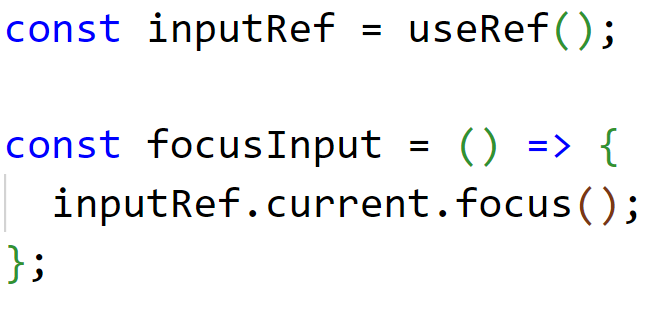 const inputRef = useRef();
const focusInput = () => {
  inputRef.current.focus();
};